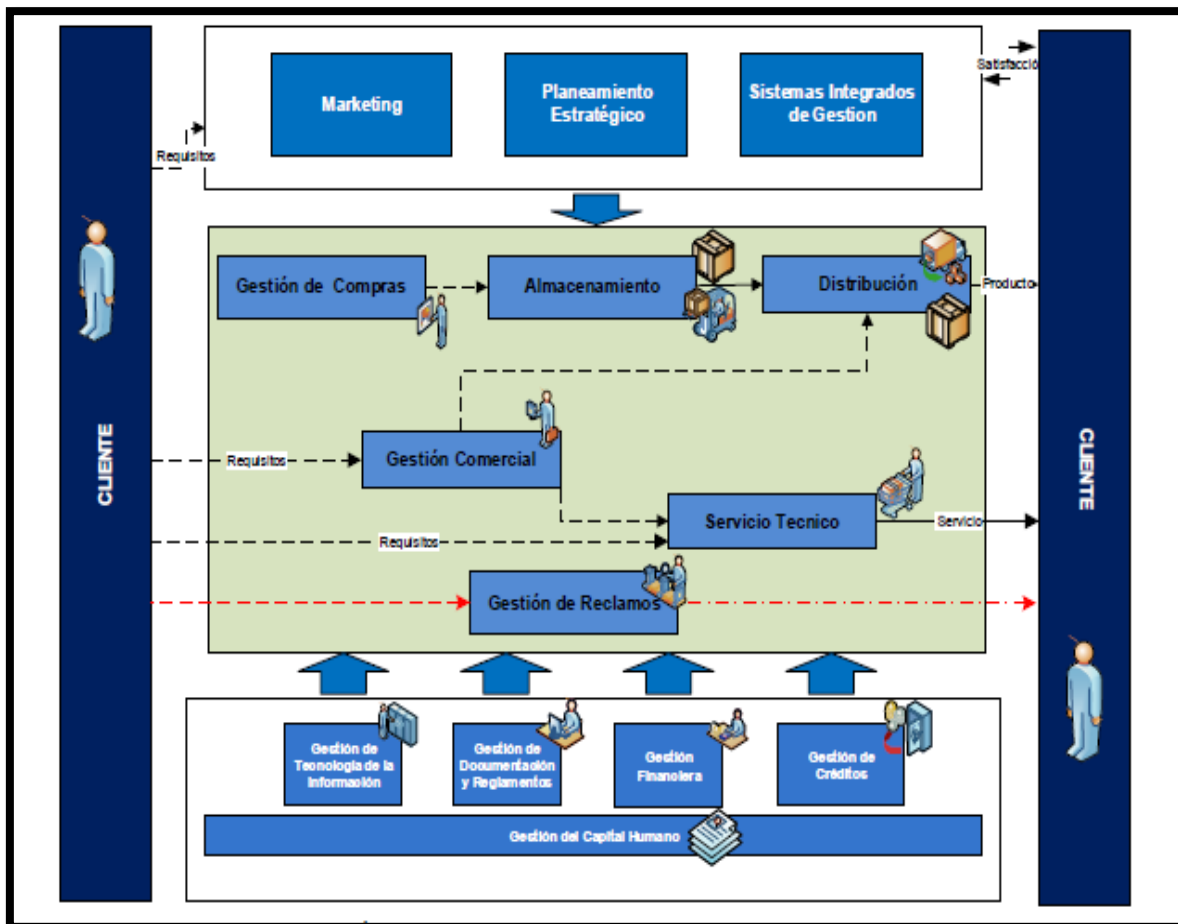 Marketing
Planeamiento
Estratégico
Sistemas Integrados
de Gestion
Satisfacció
Requisitos
Gestión de Compras
Almacenamiento
Distribución
Producto
CLIENTE
Requisitos
Gestión Comercial
CLIENTE
Servicio Tecnico
Servicio
Requisitos
Gestión de Reclamos
Gestión de
Tecnología de la
Información
Gestión de
Documentación
y Reglamentos
Gestión
Financiera
Gestión de
Créditos
Gestión del Capital Humano